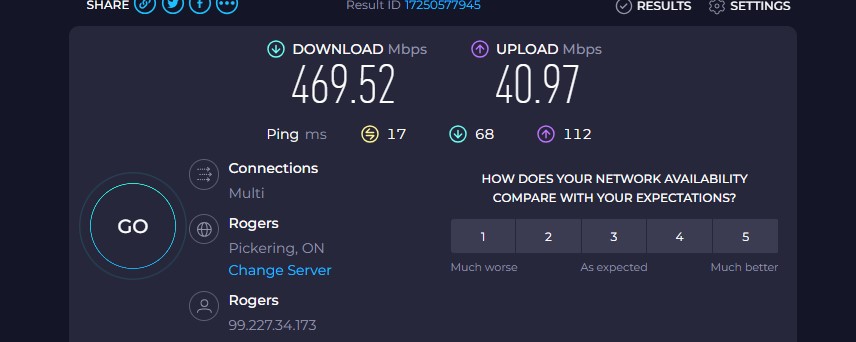 SHARE
Result ID 17250577945
RESULTS
SETTINGS
DOWNLOAD Mbps
469.52
UPLOAD Mbps
40.97
Ping ms
17
68
112
GO
Connections
Multi
Rogers
Pickering, ON
Change Server
Rogers
99.227.34.173
HOW DOES YOUR NETWORK AVAILABILITY
COMPARE WITH YOUR EXPECTATIONS?
1 2 3 4 5
Much worse As expected Much better